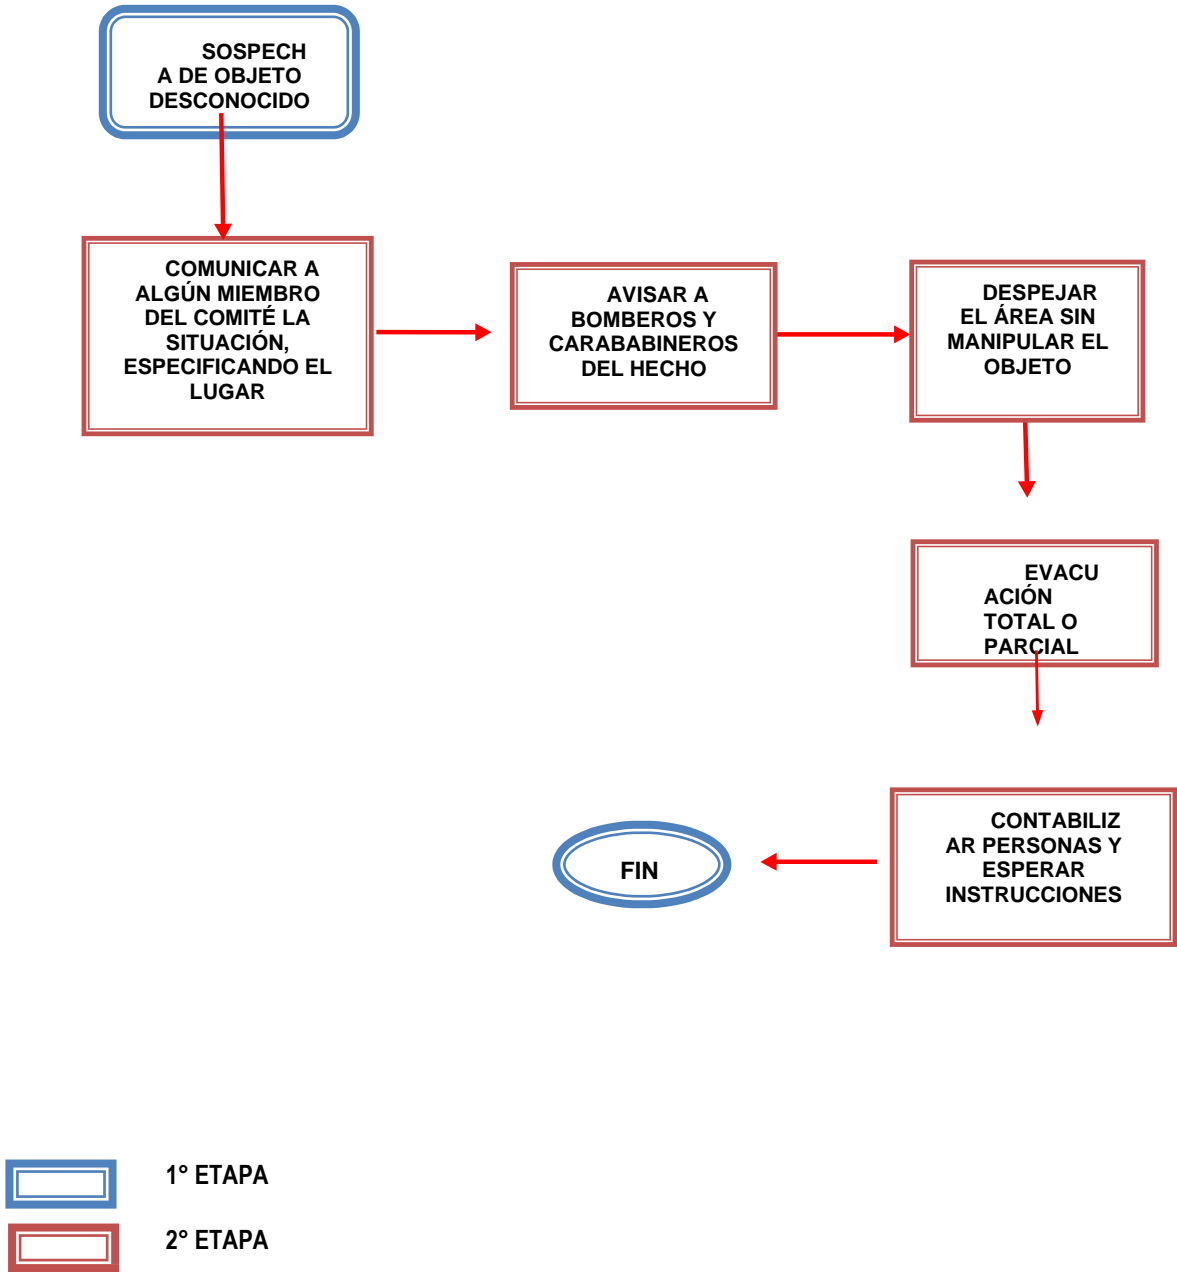 SOSPECH
A DE OBJETO
DESCONOCIDO
COMUNICAR A
ALGÚN MIEMBRO
DEL COMITÉ LA
SITUACIÓN,
ESPECIFICANDO EL
LUGAR
AVISAR A
BOMBEROS Y
CARABABINEROS
DEL HECHO
DESPEJAR
EL ÁREA SIN
MANIPULAR EL
OBJETO
EVACU
ACIÓN
TOTAL O
PARCIAL
CONTABILIZ
AR PERSONAS Y
ESPERAR
INSTRUCCIONES
FIN
1° ETAPA
2° ETAPA